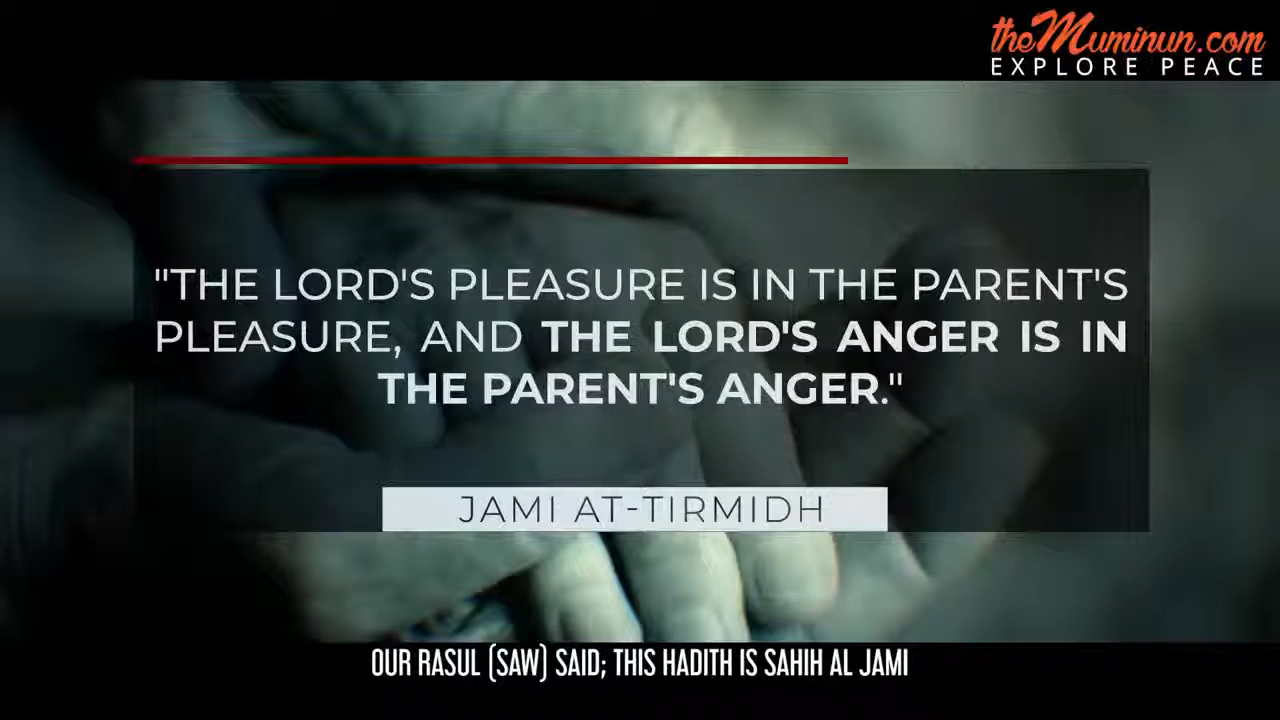 theMuminun.com
EXPLORE PEACE
"THE LORD'S PLEASURE IS IN THE PARENT'S
PLEASURE, AND THE LORD'S ANGER IS IN
THE PARENT'S ANGER."
JAMI AT-TIRMIDH
OUR RASUL (SAW) SAID; THIS HADITH IS SAHIH AL JAMI